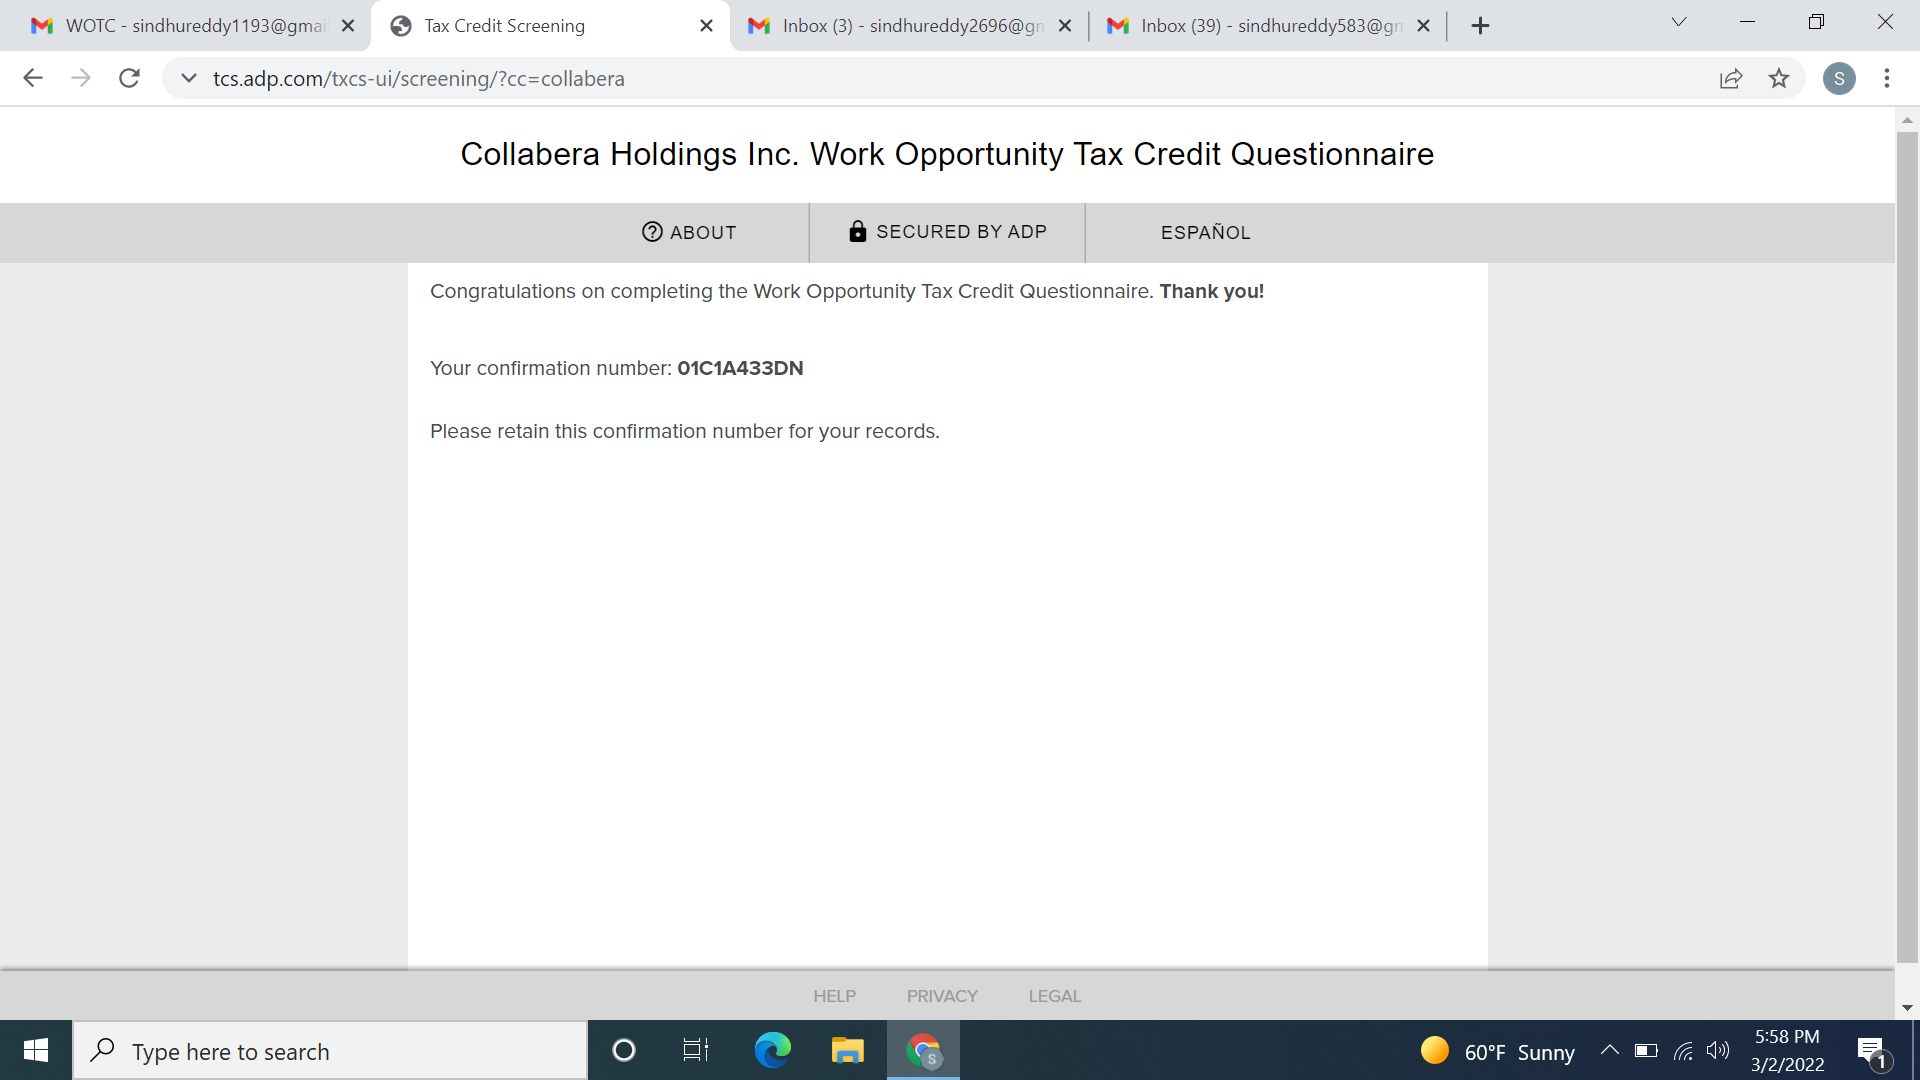 WOTC - sindhureddy1193@gmai
Tax Credit Screening
Inbox (3) - sindhureddy2696@gm
Inbox (39) - sindhureddy583@gm
tcs.adp.com/txcs-ui/screening/?cc=collabera
S
Collabera Holdings Inc. Work Opportunity Tax Credit Questionnaire
ABOUT
SECURED BY ADP
ESPAÑOL
Congratulations on completing the Work Opportunity Tax Credit Questionnaire. Thank you!
Your confirmation number: 01C1A433DN
Please retain this confirmation number for your records.
HELP
PRIVACY
LEGAL
Type here to search
S
60°F Sunny
5:58 PM
3/2/2022
1